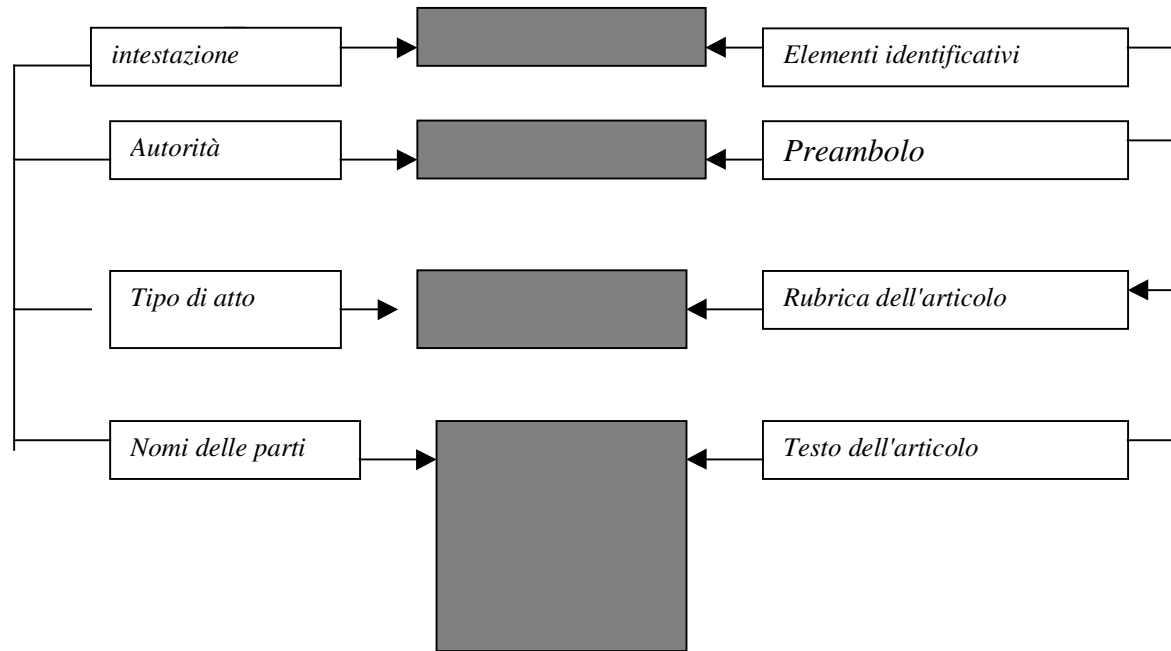 intestazione
Elementi identificativi
Autorità
Preambolo
Tipo di atto
Rubrica dell'articolo
Nomi delle parti
Testo dell'articolo